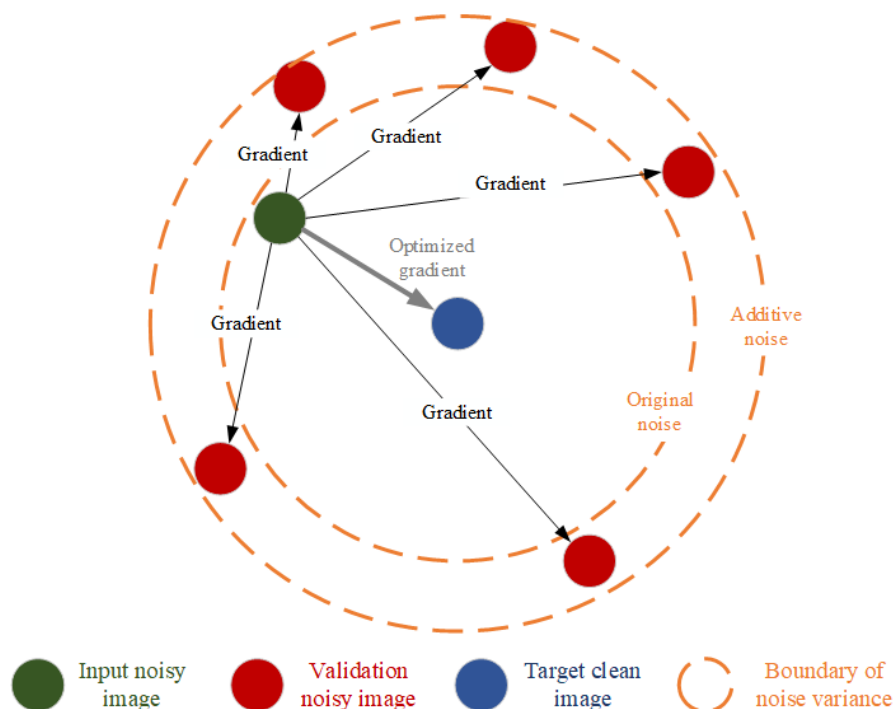 Gradient
Gradient
Gradient
Optimized
gradient
Gradient
Additive
noise
Original
noise
Gradient
Input noisy
image
Validation
noisy image
Target clean
image
Boundary of
noise variance